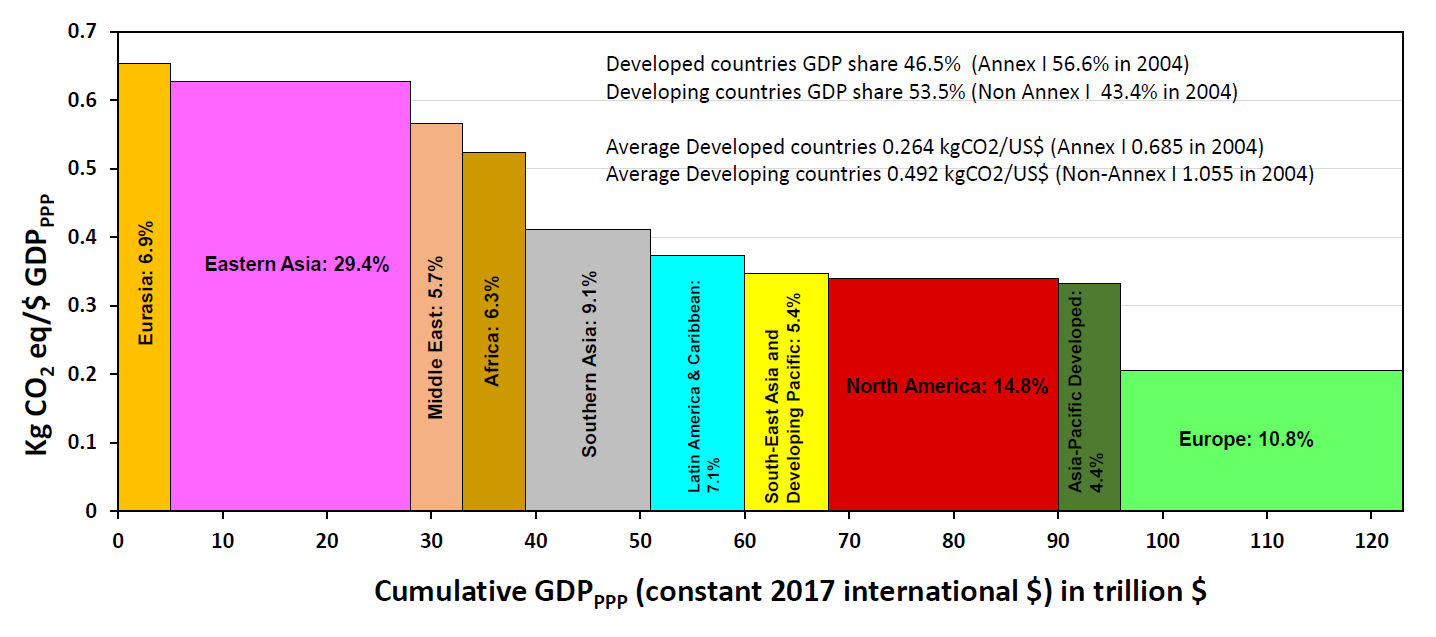 Kg CO2 eq/$ GDPPPP
0.7
0.6
0.5
0.4
0.3
0.2
0.1
0
Developed countries GDP share 46.5% (Annex I 56.6% in 2004)
Developing countries GDP share 53.5% (Non Annex I 43.4% in 2004)
Average Developed countries 0.264 kgCO2/US$ (Annex I 0.685 in 2004)
Average Developing countries 0.492 kgCO2/US$ (Non-Annex I 1.055 in 2004)
Eurasia: 6.9%
Eastern Asia: 29.4%
Middle East: 5.7%
Africa: 6.3%
Southern Asia: 9.1%
Latin America & Caribbean:
7.1%
South-East Asia and
Developing Pacific: 5.4%
North America: 14.8%
Asia-Pacific Developed:
4.4%
Europe: 10.8%
0 10 20 30 40 50 60 70 80 90 100 110 120
Cumulative GDPPPP (constant 2017 international $) in trillion $